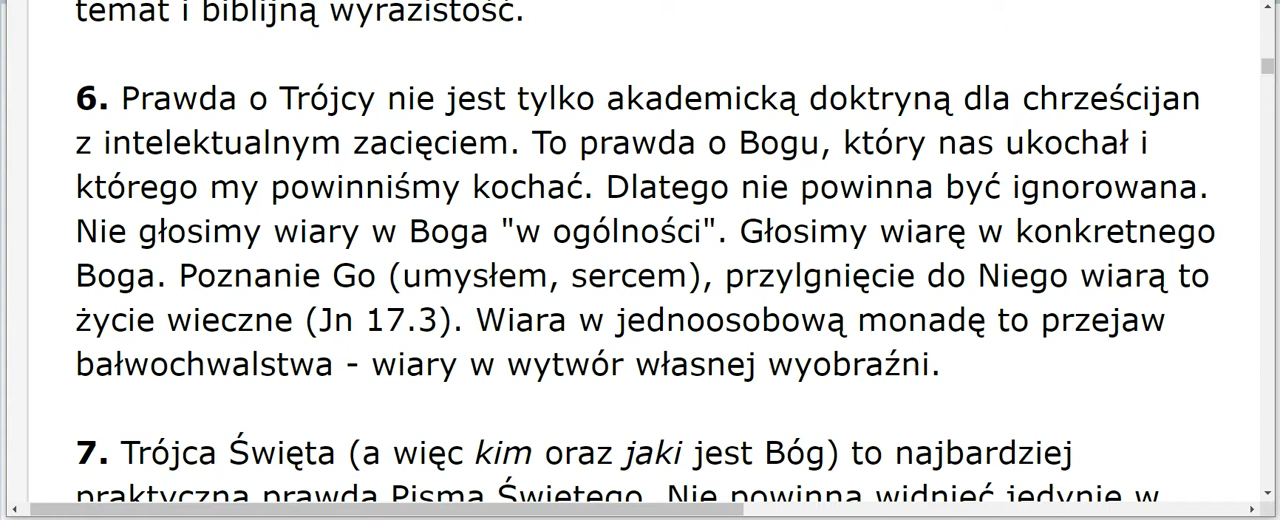 temat i biblijną wyrazistość.
6. Prawda o Trójcy nie jest tylko akademicką doktryną dla chrześcijan
z intelektualnym zacięciem. To prawda o Bogu, który nas ukochał i
którego my powinniśmy kochać. Dlatego nie powinna być ignorowana.
Nie głosimy wiary w Boga "w ogólności". Głosimy wiarę w konkretnego
Boga. Poznanie Go (umysłem, sercem), przylgnięcie do Niego wiarą to
życie wieczne (Jn 17.3). Wiara w jednoosobową monadę to przejaw
bałwochwalstwa - wiary w wytwór własnej wyobraźni.
7. Trójca Święta (a więc kim oraz jaki jest Bóg) to najbardziej
praktyczna prawda Pisma Świętego. Nie powinna widnieć jedynie w